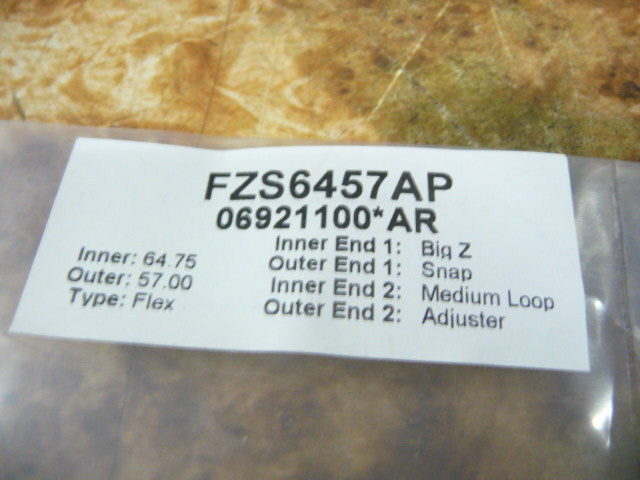 FZS6457AP
06921100*AR
Inner: 64.75
Outer: 57.00
Type: Flex
Inner End 1: Big Z
Outer End 1: Snap
Inner End 2: Medium Loop
Outer End 2: Adjuster